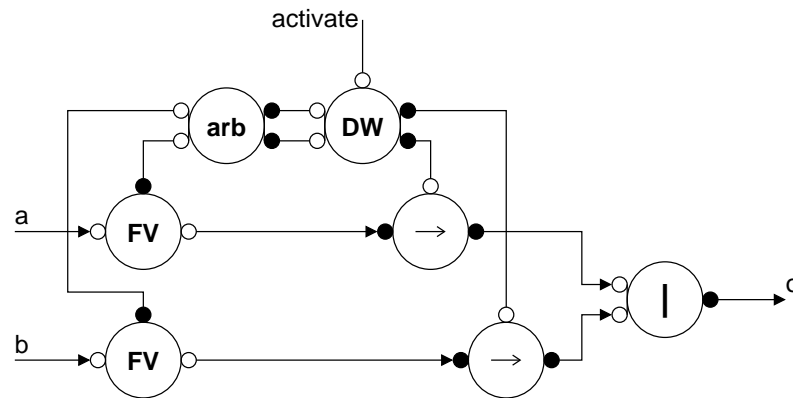 activate
arb DW
a
FV →
c
|
b
FV →